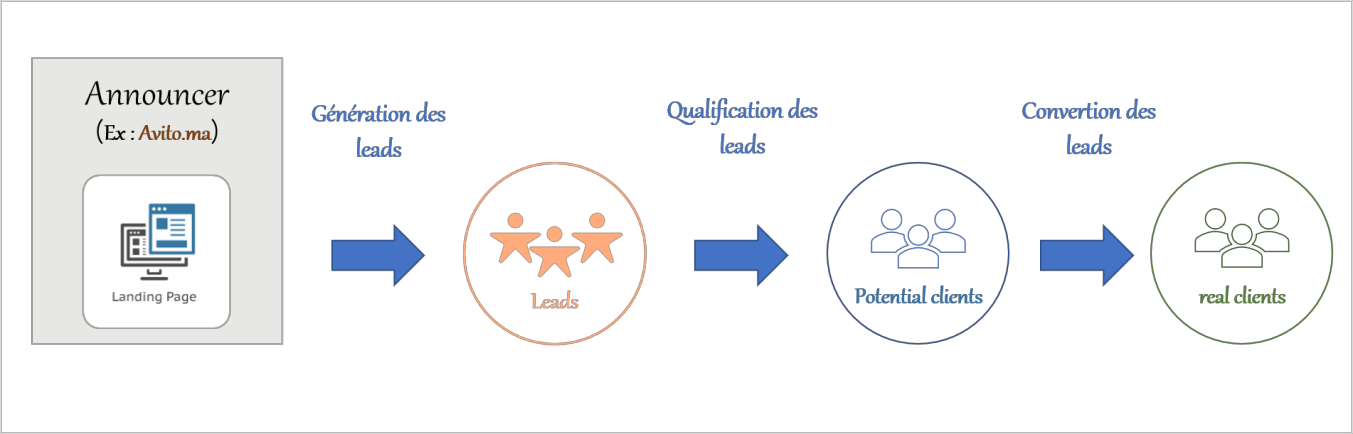 Announcer
(Ex : Avito.ma)
Landing Page
Génération des
leads
Leads
Qualification des
leads
Potential clients
Convertion des
leads
real clients